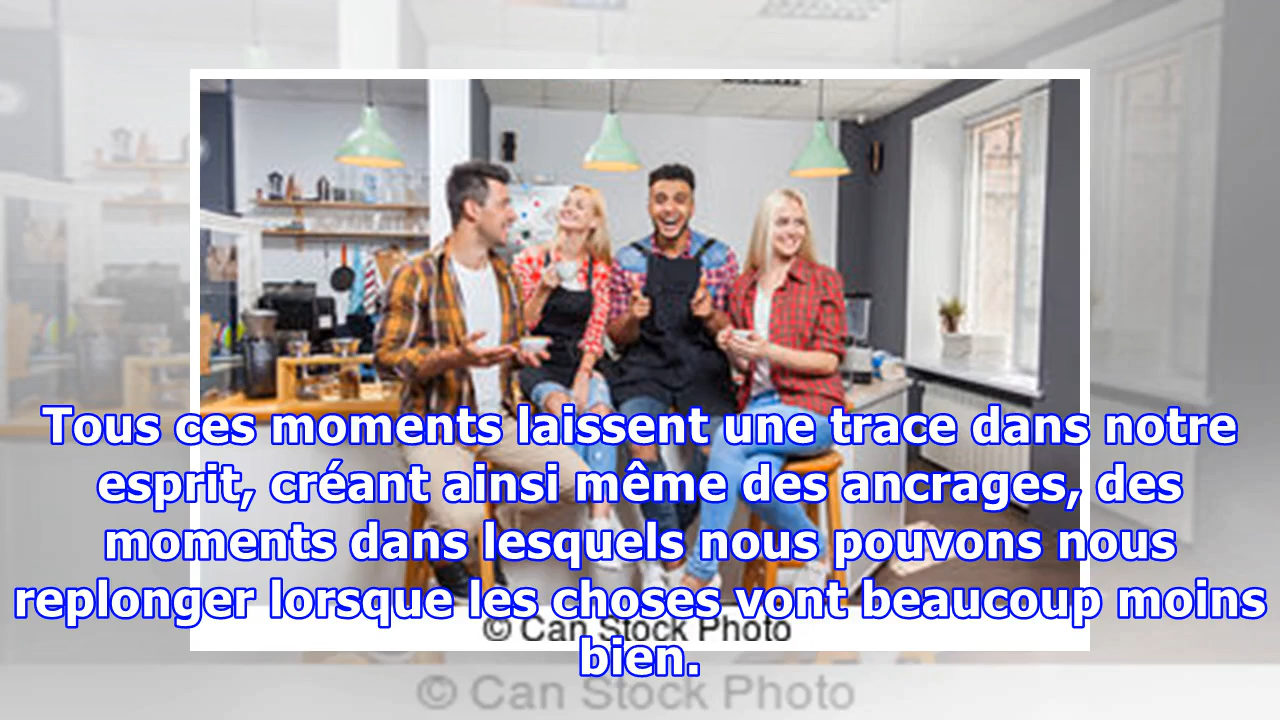 Tous ces moments laissent une trace dans notre
esprit, créant ainsi même des ancrages, des
moments dans lesquels nous pouvons nous
replonger lorsque les choses vont beaucoup moins
© Can Stock Photo
bien.
© Can Stock Photo